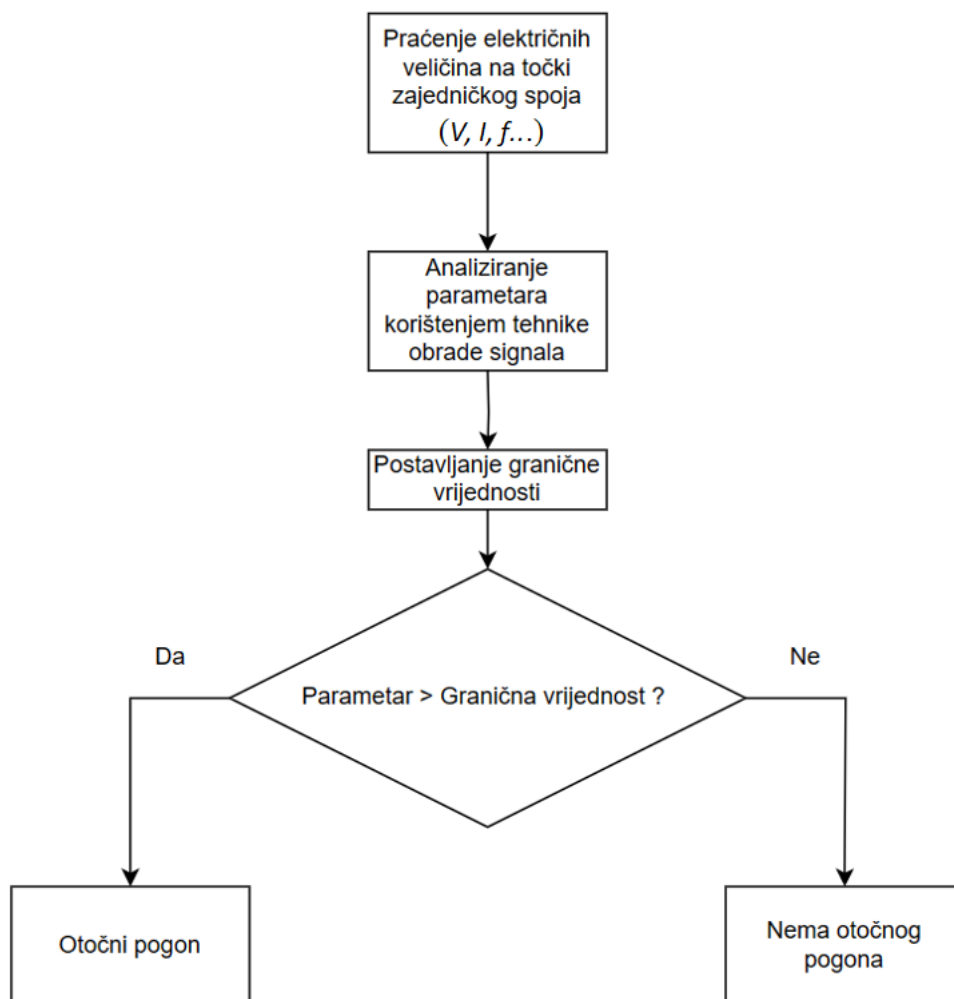 Praćenje električnih
veličina na točki
zajedničkog spoja
(V, I, f...)
Analiziranje
parametara
korištenjem tehnike
obrade signala
Postavljanje granične
vrijednosti
Da
Ne
Parametar > Granična vrijednost ?
Otočni pogon
Nema otočnog
pogona